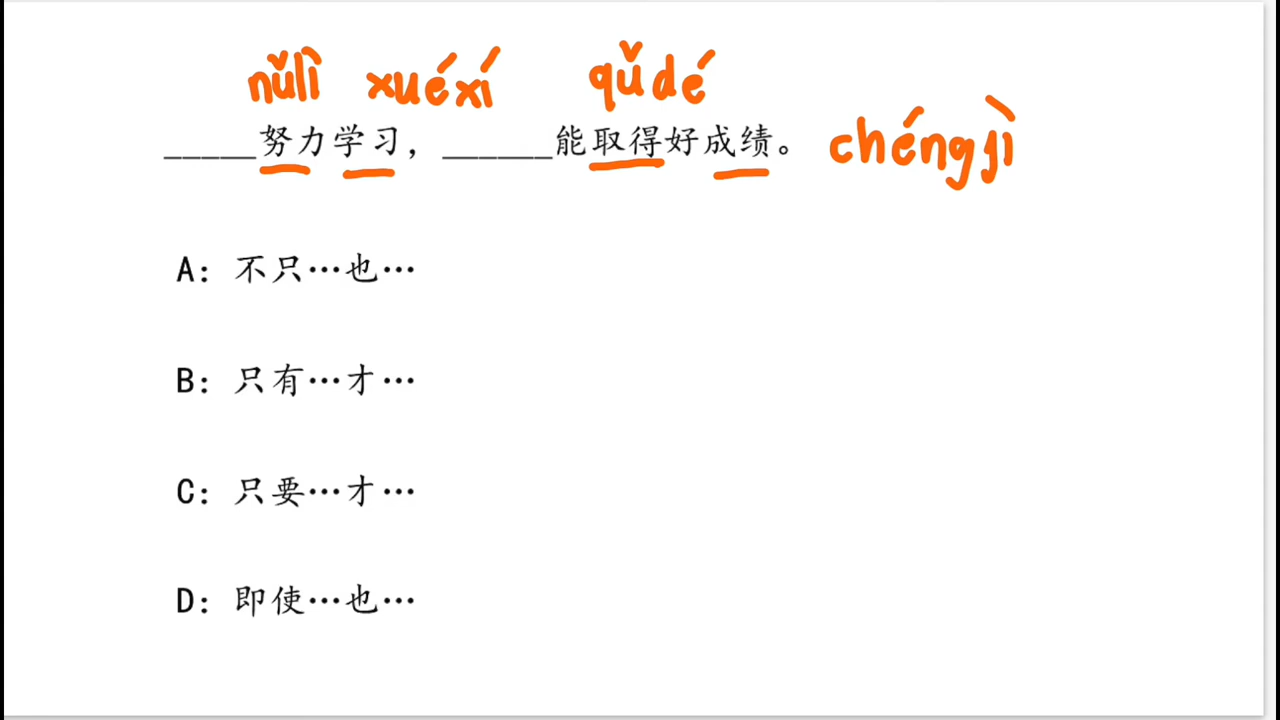 nǔlì xuéxí qǔdé
_____努力学习，______能取得好成绩。 chéngjì
A：不只…也…
B：只有…才…
C：只要…才…
D：即使…也…